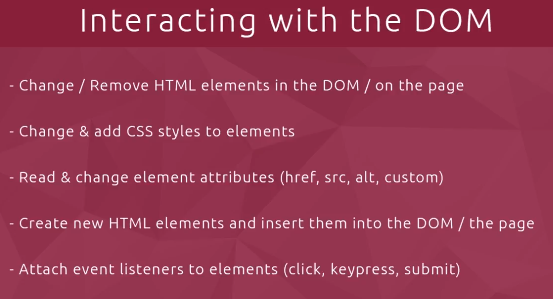 Interacting with the DOM
- Change / Remove HTML elements in the DOM / on the page
- Change & add CSS styles to elements
- Read & change element attributes (href, src, alt, custom)
- Create new HTML elements and insert them into the DOM / the page
- Attach event listeners to elements (click, keypress, submit)